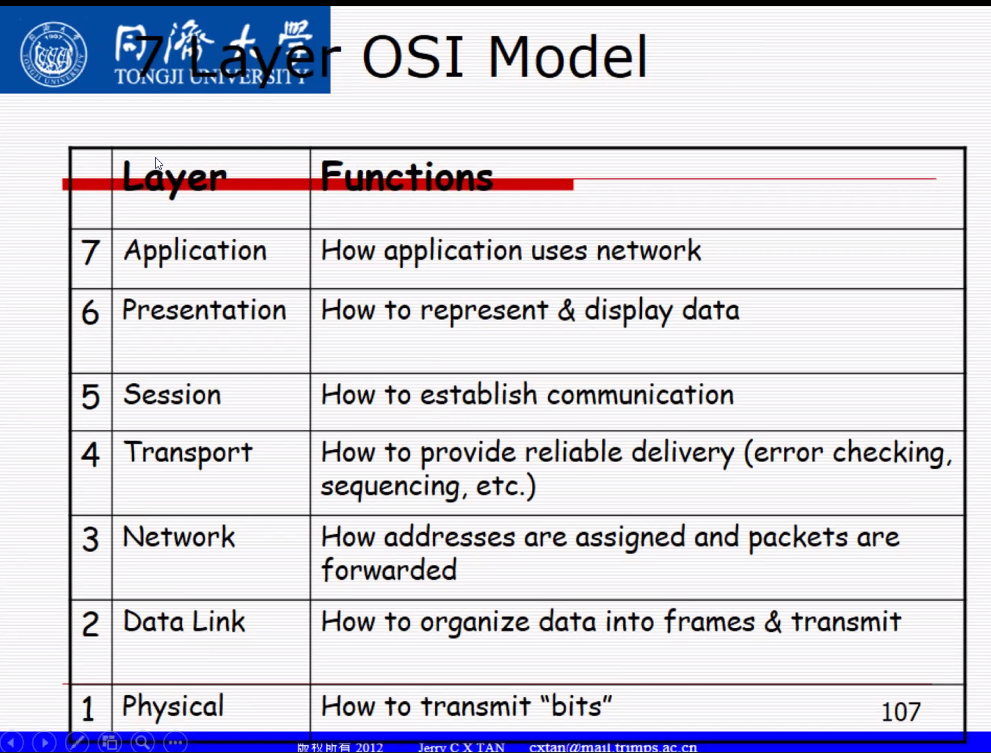 同濟大學
TONGJI UNIVERSITY
1907
TONGJI UNIVERSITY
7 Layer OSI Model
Layer Functions
7 Application How application uses network
6 Presentation How to represent & display data
5 Session How to establish communication
4 Transport How to provide reliable delivery (error checking,
sequencing, etc.)
3 Network How addresses are assigned and packets are
forwarded
2 Data Link How to organize data into frames & transmit
1 Physical How to transmit “bits”
107
版权所有 2012 Jerry C X TAN cxtan@mail.trimps.ac.cn